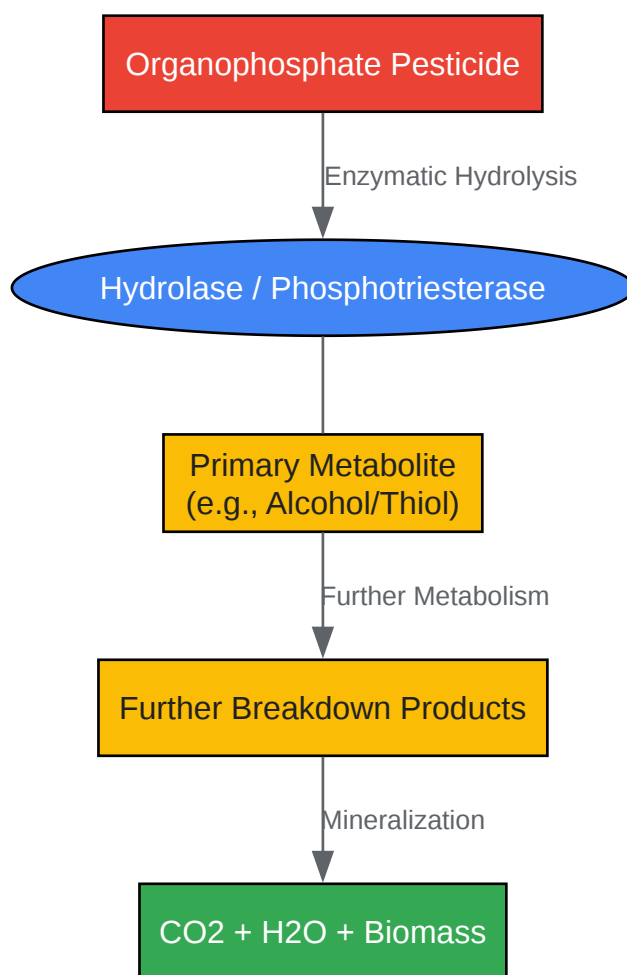 Organophosphate Pesticide
Enzymatic Hydrolysis
Hydrolase / Phosphotriesterase
Primary Metabolite
(e.g., Alcohol/Thiol)
Further Metabolism
Further Breakdown Products
Mineralization
CO2 + H2O + Biomass